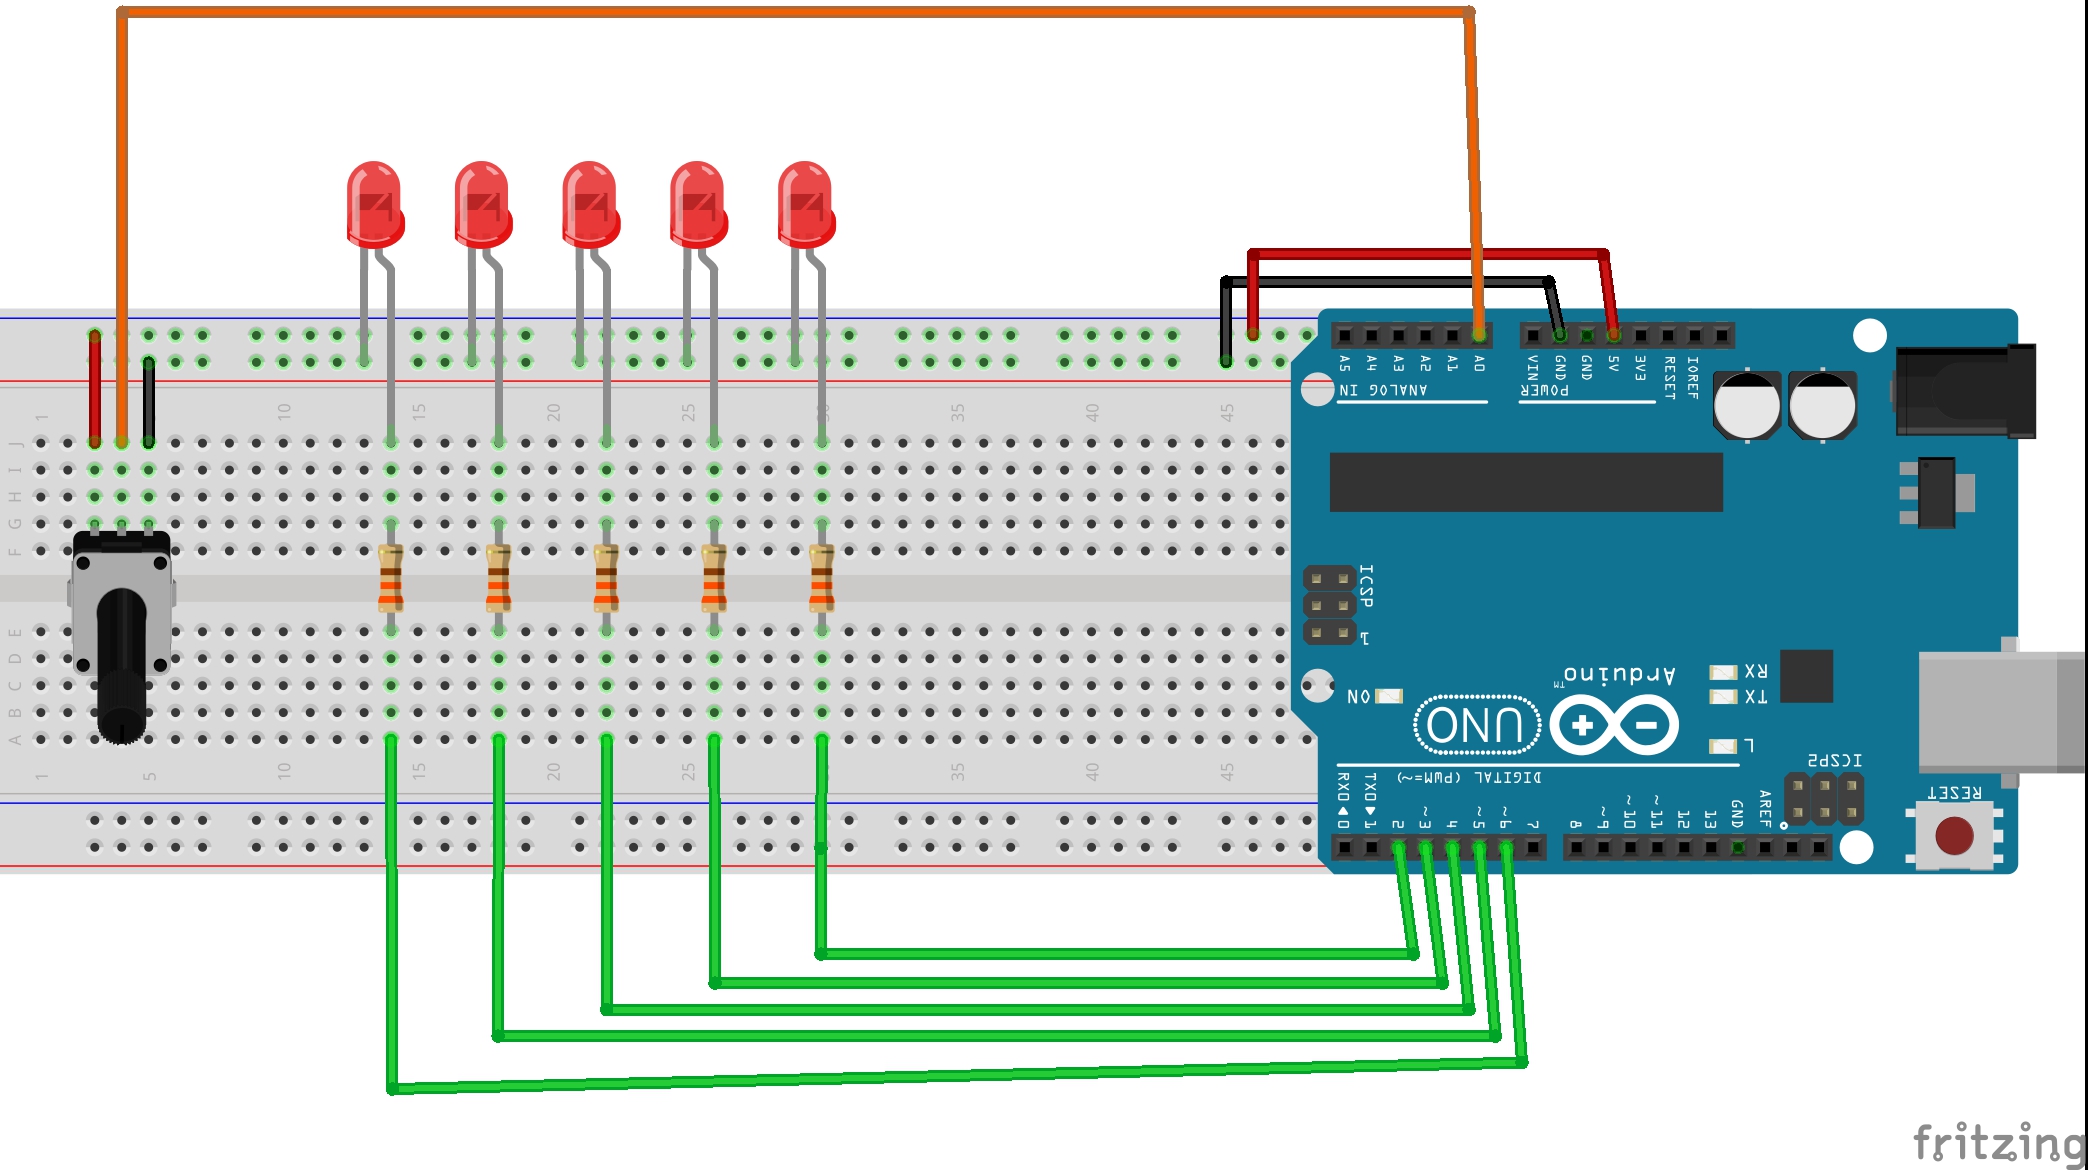 A5 A4 A3 A2 A1 A0 VIN GND GND 5V 3V3 RESET IOREF
ANALOG IN POWER
1 10 15 20 25 30 35 40 45
J
I
H
G
F
ICSP
1
E
D
C
B
A
Arduino™
RX
TX
ON
UNO
L
1 5 10 15 20 25 35 40 45
DIGITAL (PWM=~)
ICSP2
RESET
RX0 0 TX0 1 2 ~3 4 ~5 ~6 7 8 ~9 ~10 ~11 12 13 GND AREF
fritzing